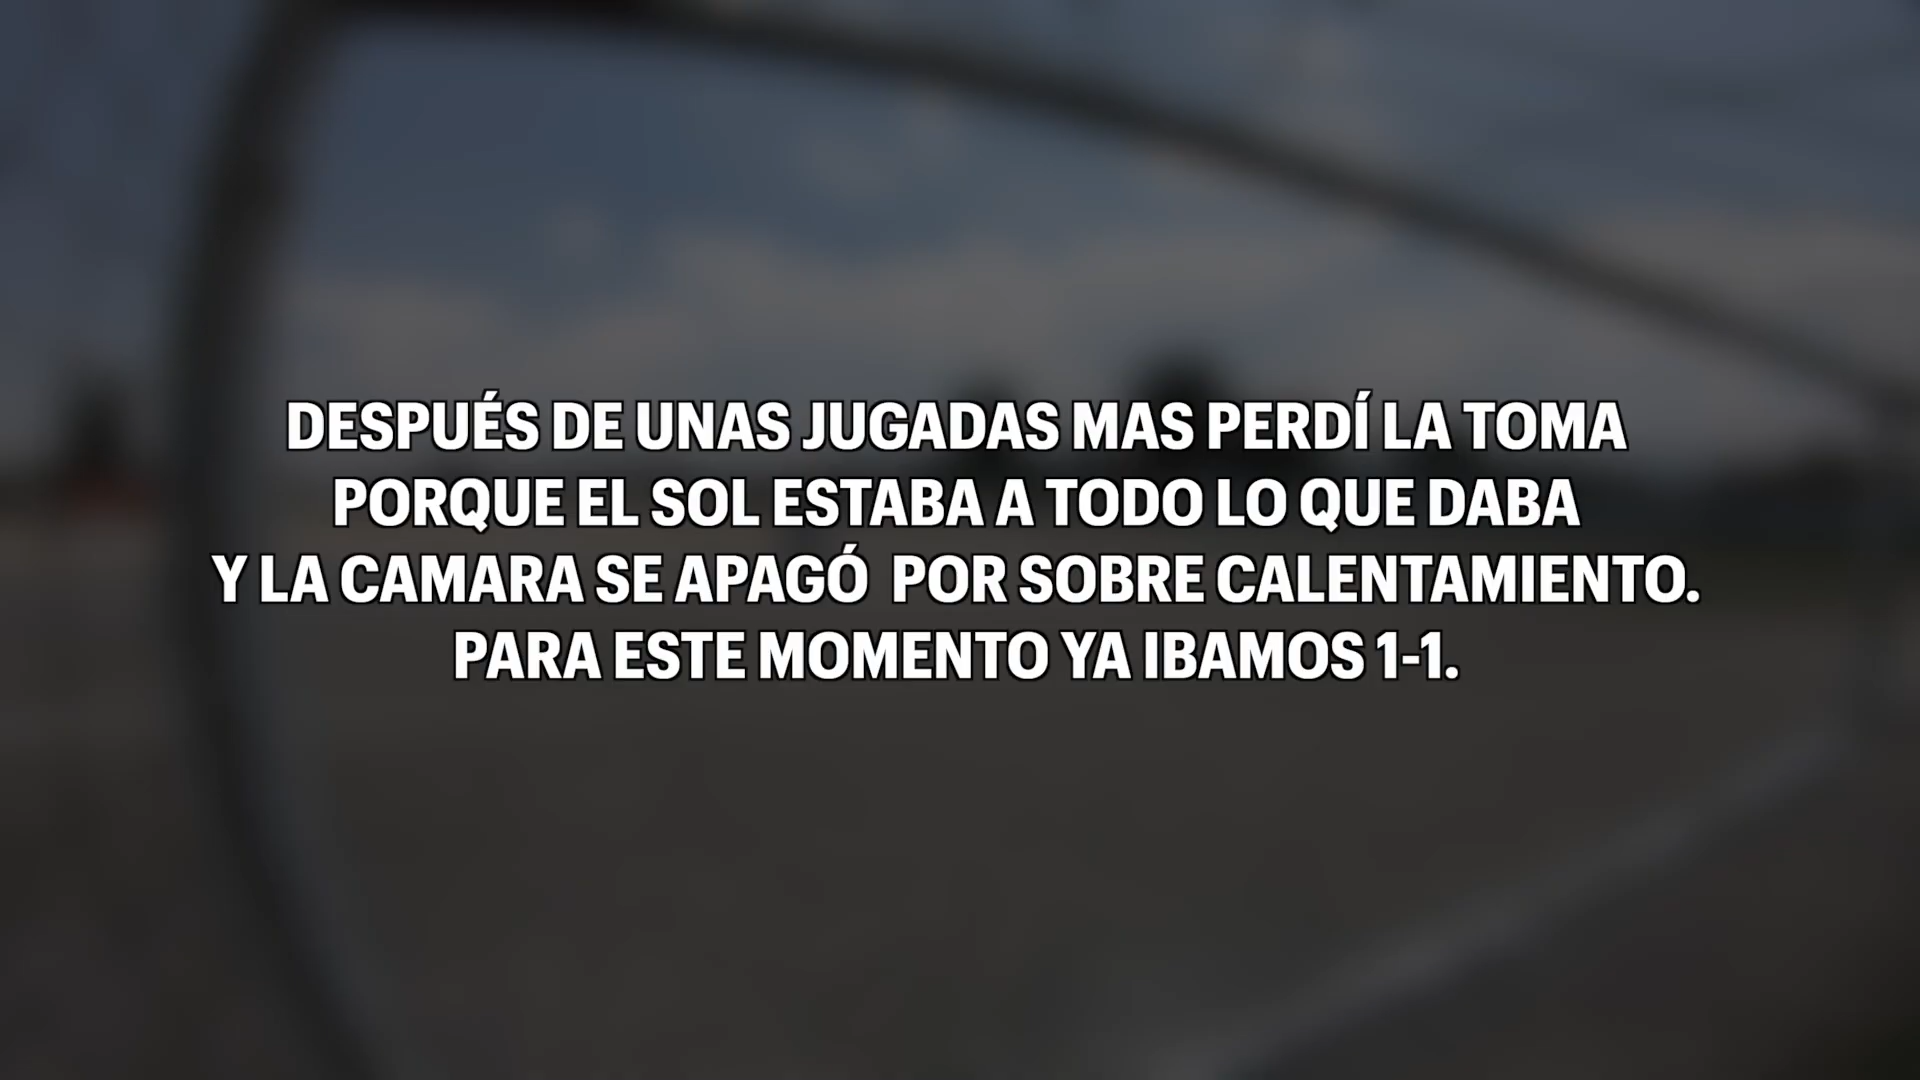 DESPUÉS DE UNAS JUGADAS MAS PERDÍ LA TOMA
PORQUE EL SOL ESTABA A TODO LO QUE DABA
Y LA CAMARA SE APAGÓ  POR SOBRE CALENTAMIENTO.
PARA ESTE MOMENTO YA IBAMOS 1-1.